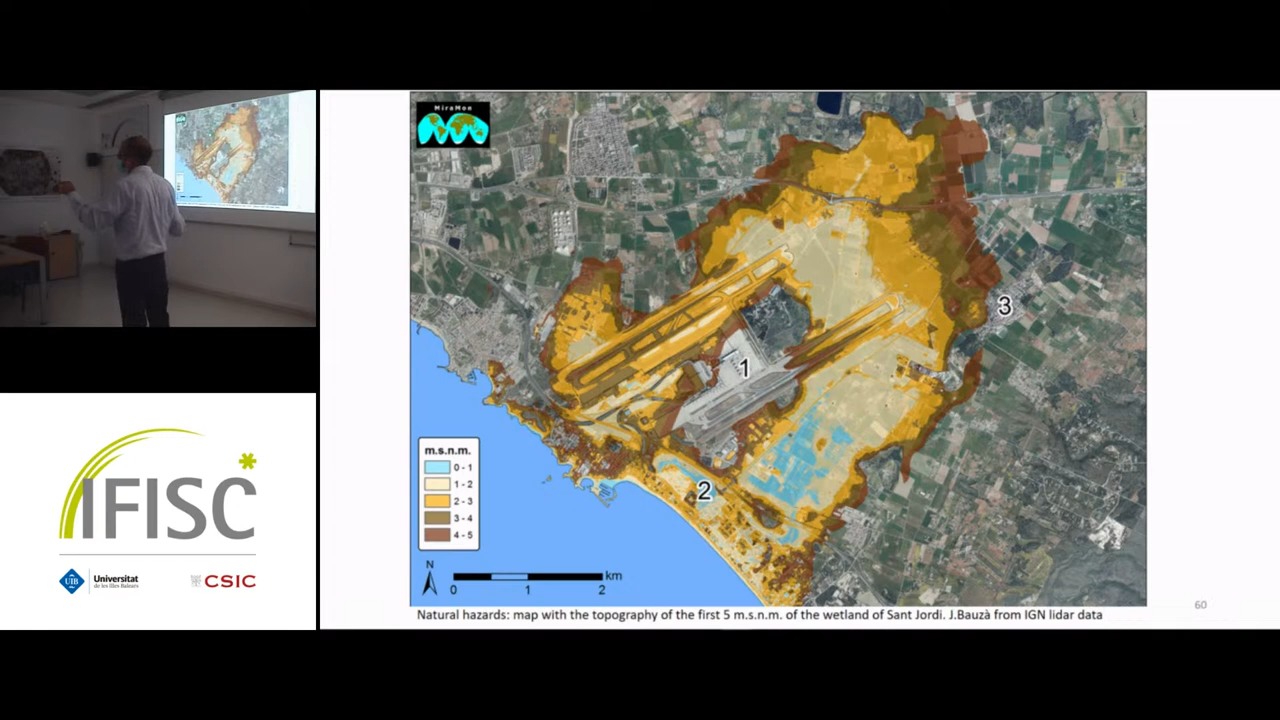 MiraMon
1
2
3
m.s.n.m.
0 - 1
1 - 2
2 - 3
3 - 4
4 - 5
N
km
0 1 2
Natural hazards: map with the topography of the first 5 m.s.n.m. of the wetland of Sant Jordi. J.Bauzà from IGN lidar data
60
IFISC
UIB
Universitat
de les Illes Balears
CSIC